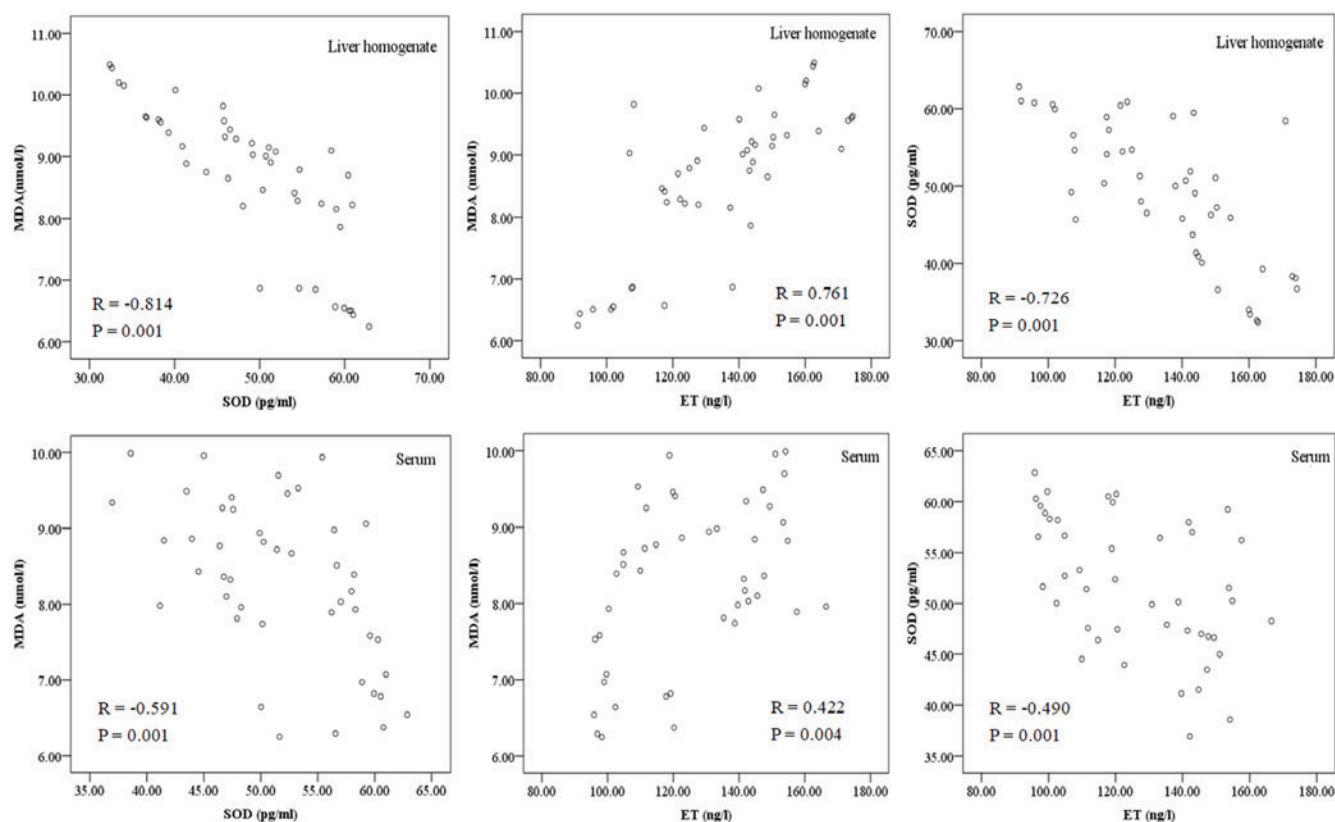 Liver homogenate
11.00
10.00
9.00
8.00
7.00
6.00
MDA(nmol/l)
R = -0.814
P = 0.001
30.00 40.00 50.00 60.00 70.00
SOD (pg/ml)
Liver homogenate
11.00
10.00
9.00
8.00
7.00
6.00
MDA (nmol/l)
R = 0.761
P = 0.001
80.00 100.00 120.00 140.00 160.00 180.00
ET (ng/l)
Liver homogenate
70.00
60.00
50.00
40.00
30.00
SOD (pg/ml)
R = -0.726
P = 0.001
80.00 100.00 120.00 140.00 160.00 180.00
ET (ng/l)
Serum
10.00
9.00
8.00
7.00
6.00
MDA (nmol/l)
R = -0.591
P = 0.001
35.00 40.00 45.00 50.00 55.00 60.00 65.00
SOD (pg/ml)
Serum
10.00
9.00
8.00
7.00
6.00
MDA (nmol/l)
R = 0.422
P = 0.004
80.00 100.00 120.00 140.00 160.00 180.00
ET (ng/l)
Serum
65.00
60.00
55.00
50.00
45.00
40.00
35.00
SOD (pg/ml)
R = -0.490
P = 0.001
80.00 100.00 120.00 140.00 160.00 180.00
ET (ng/l)